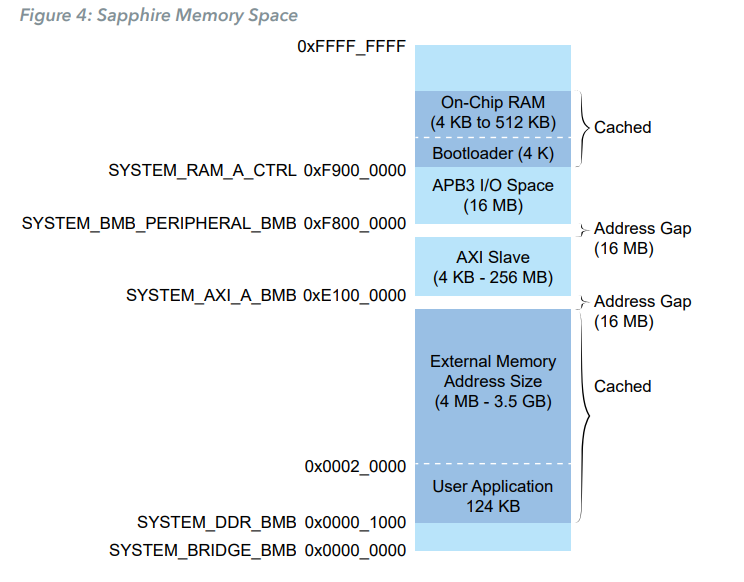 Figure 4: Sapphire Memory Space
0xFFFF_FFFF
On-Chip RAM
(4 KB to 512 KB)
Cached
Bootloader (4 K)
SYSTEM_RAM_A_CTRL 0xF900_0000
APB3 I/O Space
(16 MB)
SYSTEM_BMB_PERIPHERAL_BMB 0xF800_0000
Address Gap
(16 MB)
AXI Slave
(4 KB - 256 MB)
SYSTEM_AXI_A_BMB 0xE100_0000
Address Gap
(16 MB)
External Memory
Address Size
(4 MB - 3.5 GB)
Cached
0x0002_0000
User Application
124 KB
SYSTEM_DDR_BMB 0x0000_1000
SYSTEM_BRIDGE_BMB 0x0000_0000